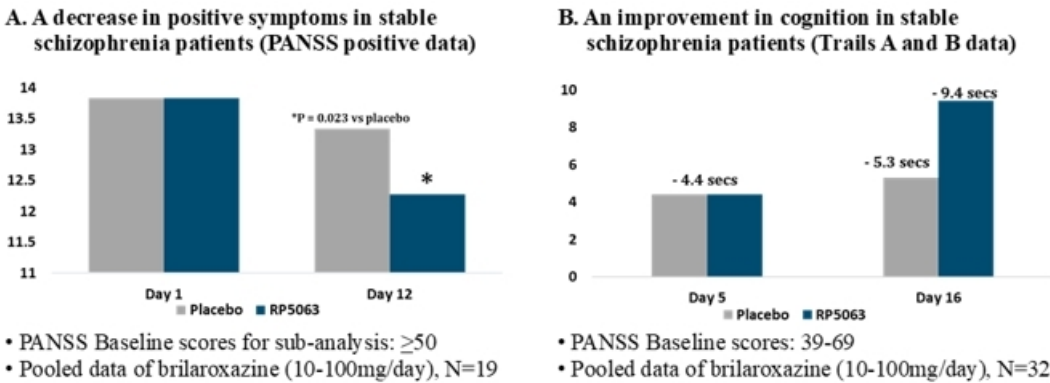 A. A decrease in positive symptoms in stable
schizophrenia patients (PANSS positive data)
14
13.5
13
12.5
12
11.5
11
*P = 0.023 vs placebo
*
Day 1
Day 12
Placebo
RP5063
• PANSS Baseline scores for sub-analysis: ≥50
• Pooled data of brilaroxazine (10-100mg/day), N=19
B. An improvement in cognition in stable
schizophrenia patients (Trails A and B data)
10
8
6
4
2
0
- 4.4 secs
- 5.3 secs
- 9.4 secs
Day 5
Day 16
Placebo
RP5063
• PANSS Baseline scores: 39-69
• Pooled data of brilaroxazine (10-100mg/day), N=32